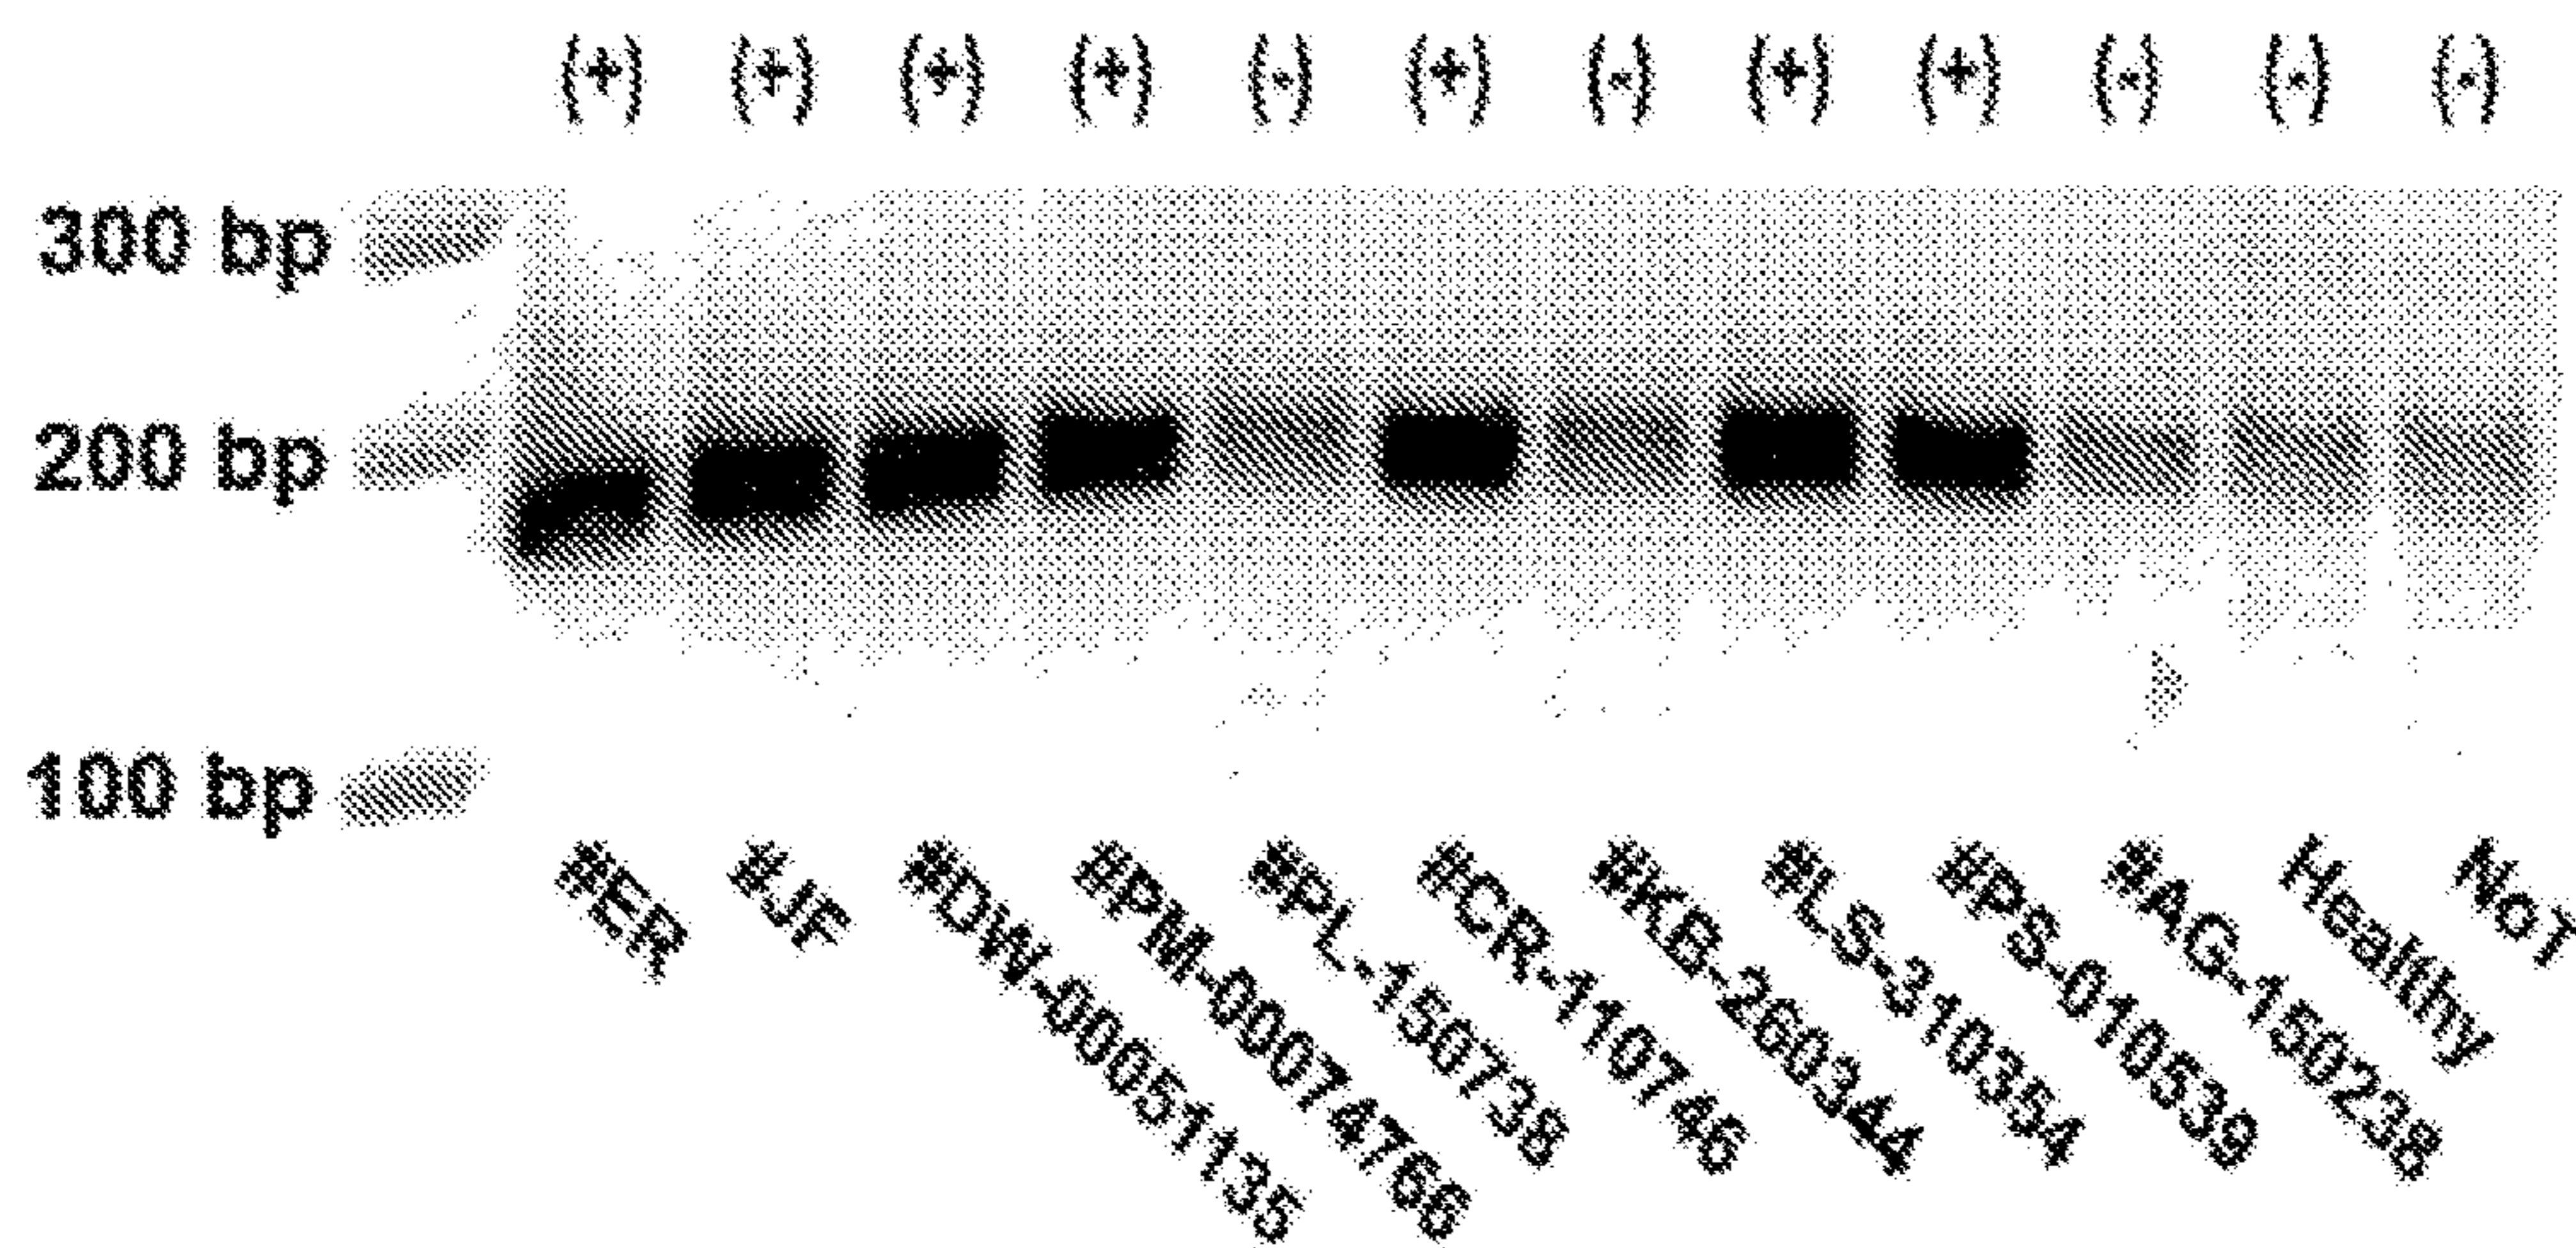 (+) (+) (+) (+) (-) (+) (-) (+) (+) (-) (-) (-)
300 bp
200 bp
100 bp
#ER
#JF
#DW-00051135
#PM-00074766
#PL-150738
#CR-110746
#KB-260344
#LS-310354
#PS-010539
#AG-150238
Healthy
NoT